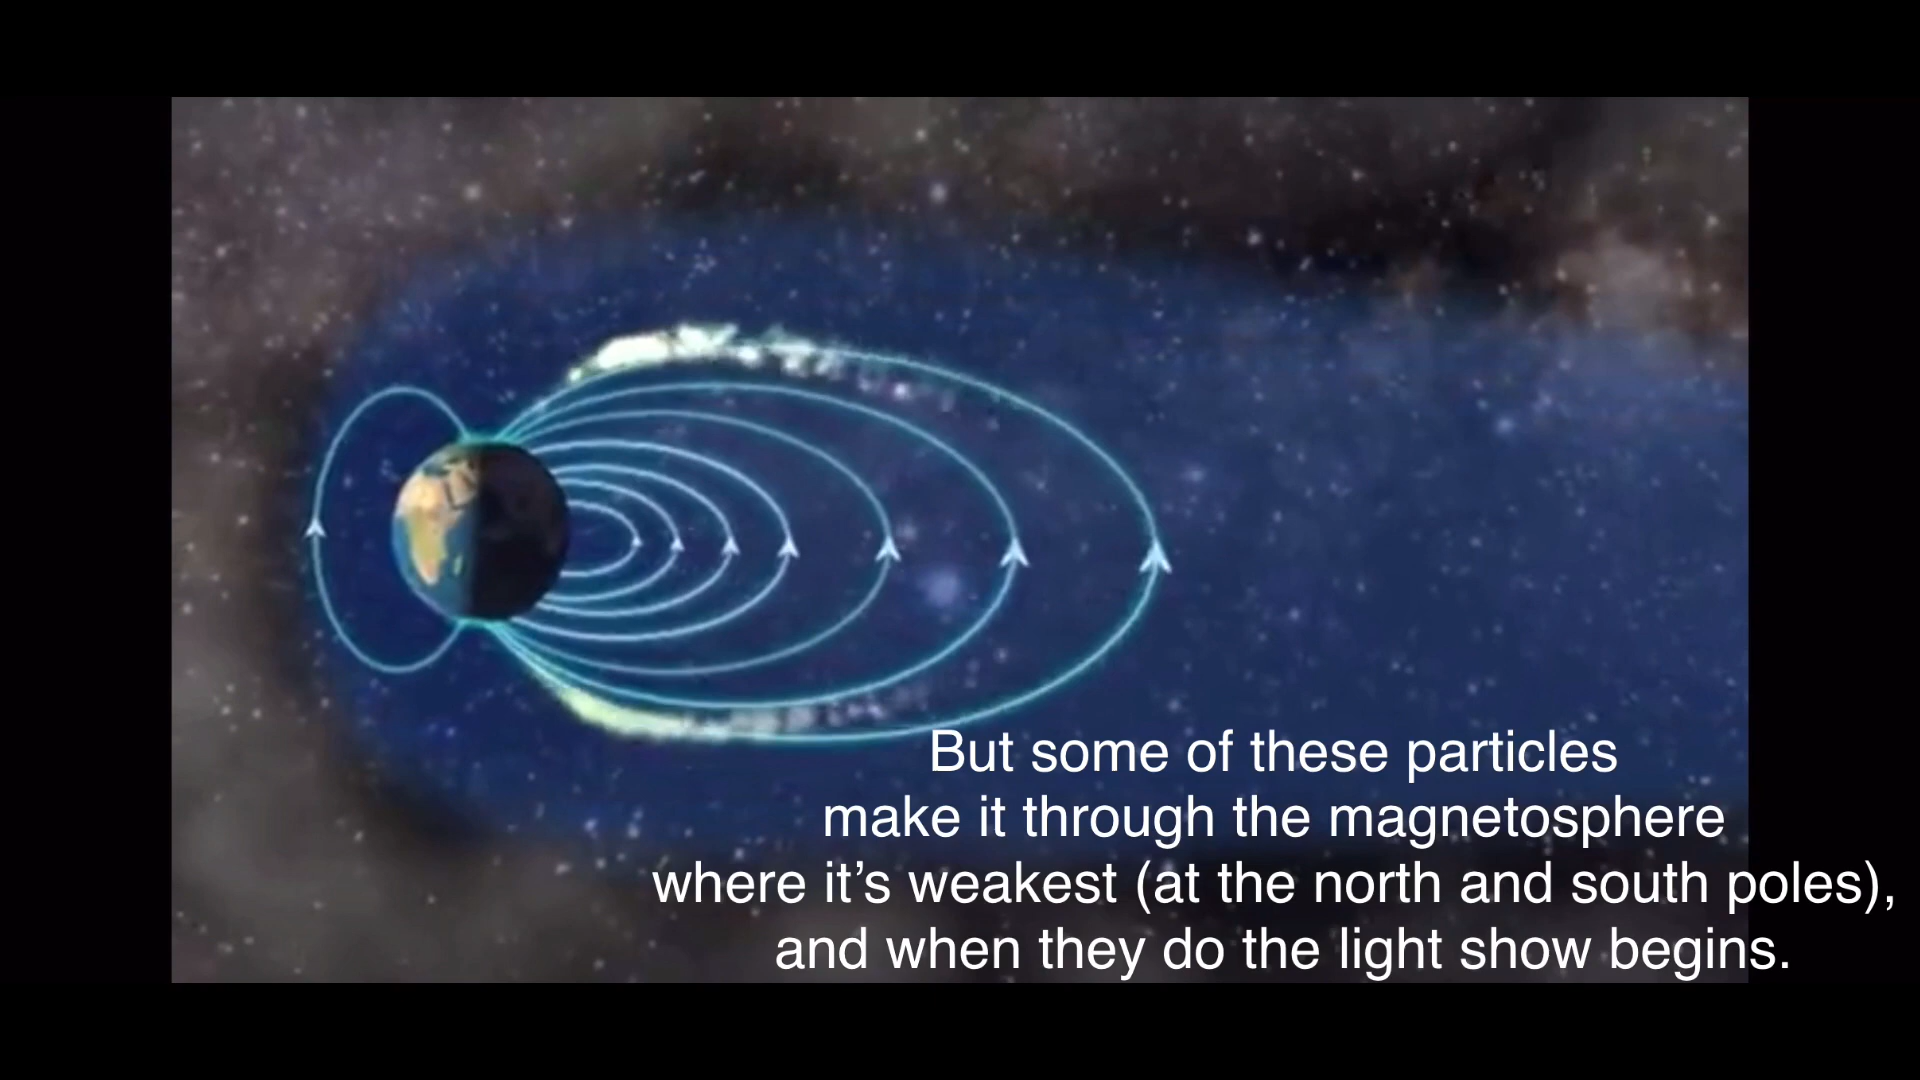 But some of these particles
make it through the magnetosphere
where it’s weakest (at the north and south poles),
and when they do the light show begins.